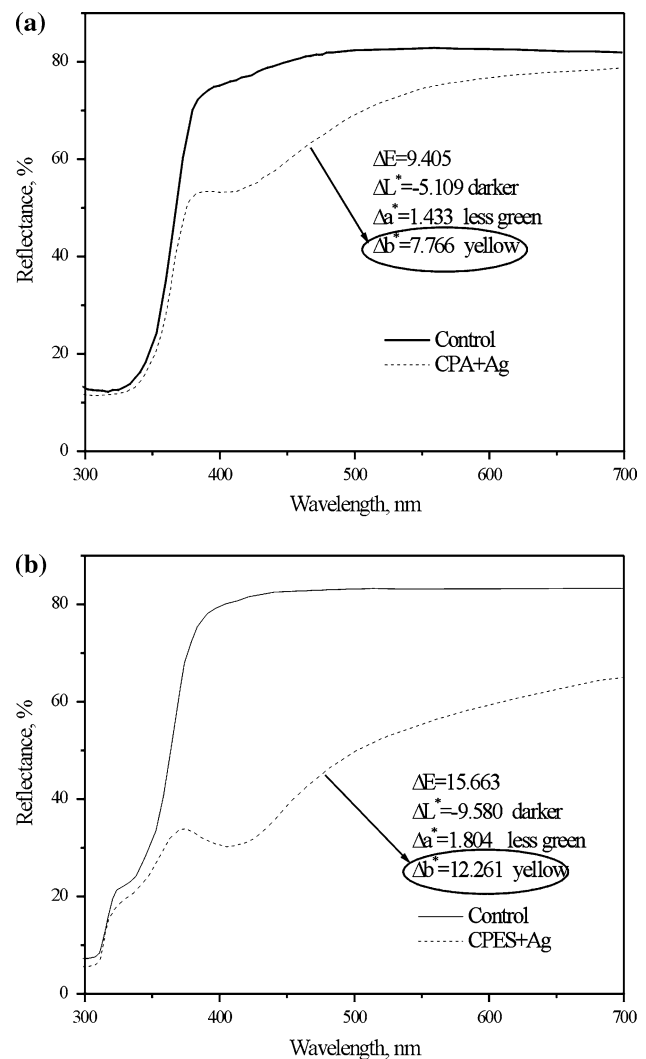 (a)
80
60
40
20
0
Reflectance, %
ΔE=9.405
ΔL*=-5.109 darker
Δa*=1.433 less green
Δb*=7.766 yellow
Control
CPA+Ag
300 400 500 600 700
Wavelength, nm
(b)
80
60
40
20
0
Reflectance, %
ΔE=15.663
ΔL*=-9.580 darker
Δa*=1.804 less green
Δb*=12.261 yellow
Control
CPES+Ag
300 400 500 600 700
Wavelength, nm